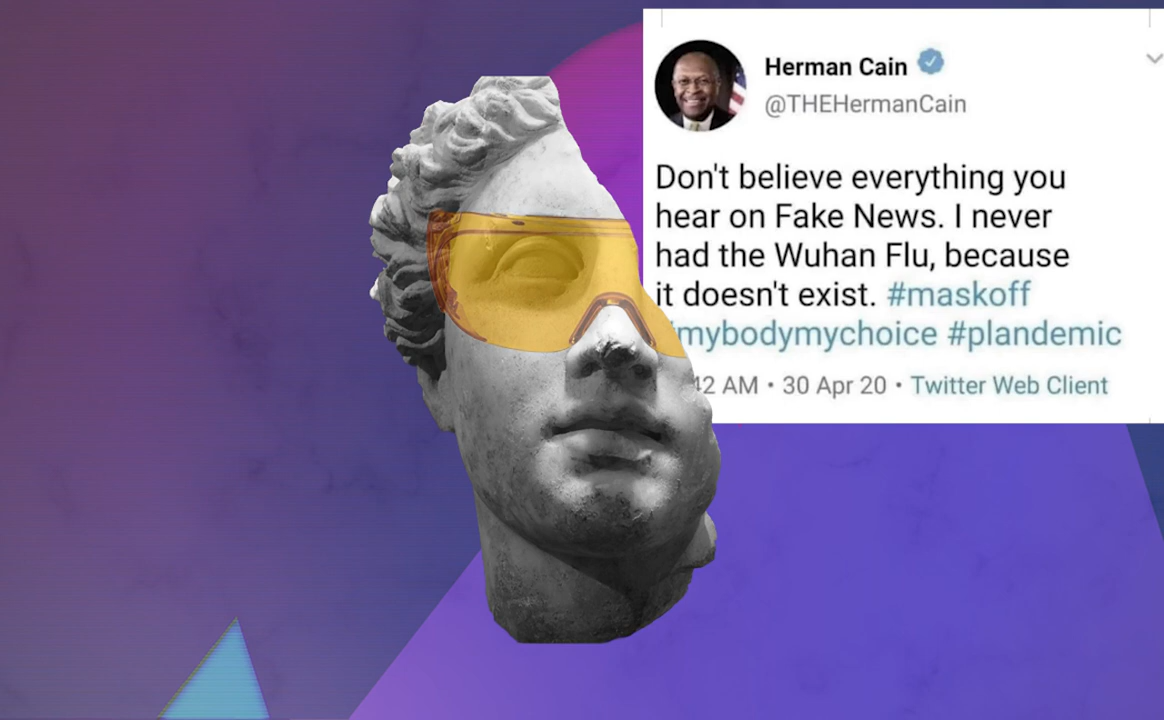 Herman Cain
@THEHermanCain
Don't believe everything you
hear on Fake News. I never
had the Wuhan Flu, because
it doesn't exist. #maskoff
#mybodymychoice #plandemic
42 AM • 30 Apr 20 • Twitter Web Client